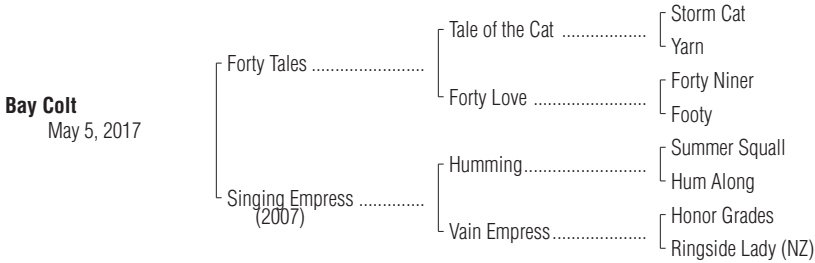 Storm Cat
Tale of the Cat ..................
Yarn
Forty Tales ........................
Forty Niner
Forty Love ........................
Footy
Bay Colt
May 5, 2017
Summer Squall
Humming..........................
Hum Along
Singing Empress ..............
(2007)
Honor Grades
Vain Empress....................
Ringside Lady (NZ)